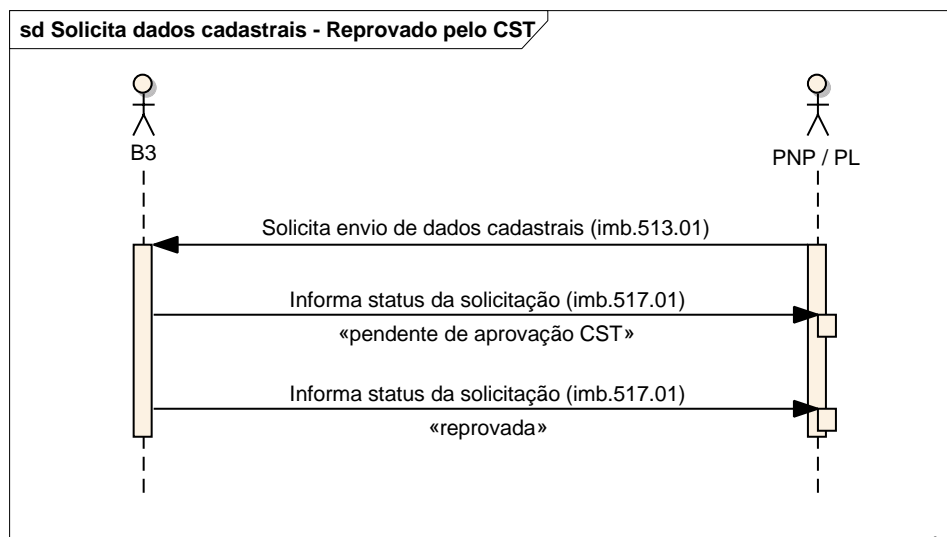 sd Solicita dados cadastrais - Reprovado pelo CST
B3
PNP / PL
Solicita envio de dados cadastrais (imb.513.01)
Informa status da solicitação (imb.517.01)
«pendente de aprovação CST»
Informa status da solicitação (imb.517.01)
«reprovada»